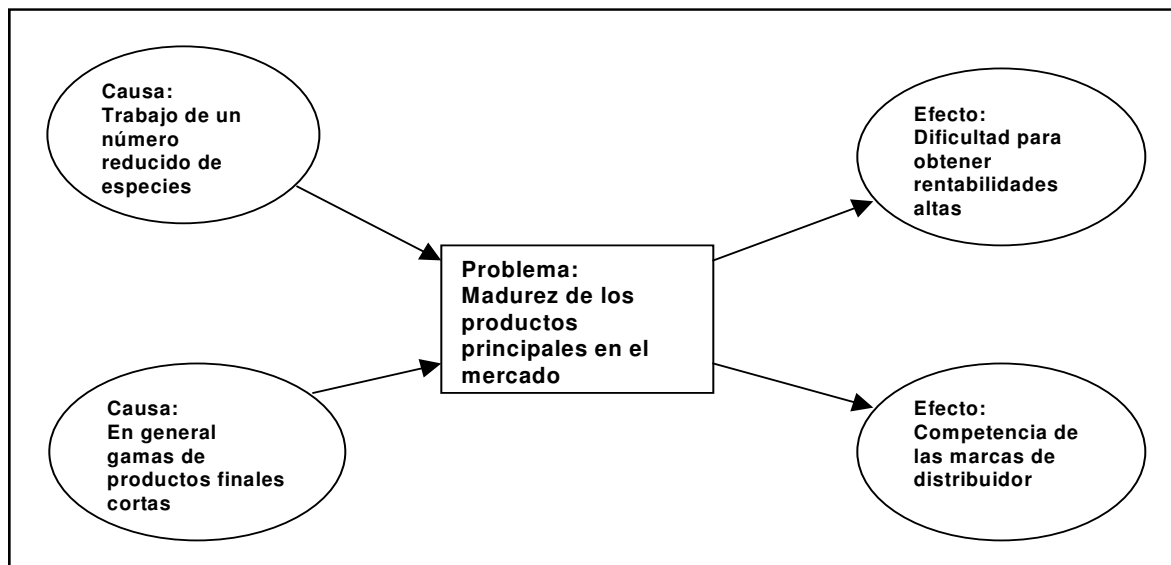 Causa:
Trabajo de un
número
reducido de
especies
Efecto:
Dificultad para
obtener
rentabilidades
altas
Problema:
Madurez de los
productos
principales en el
mercado
Causa:
En general
gamas de
productos finales
cortas
Efecto:
Competencia de
las marcas de
distribuidor